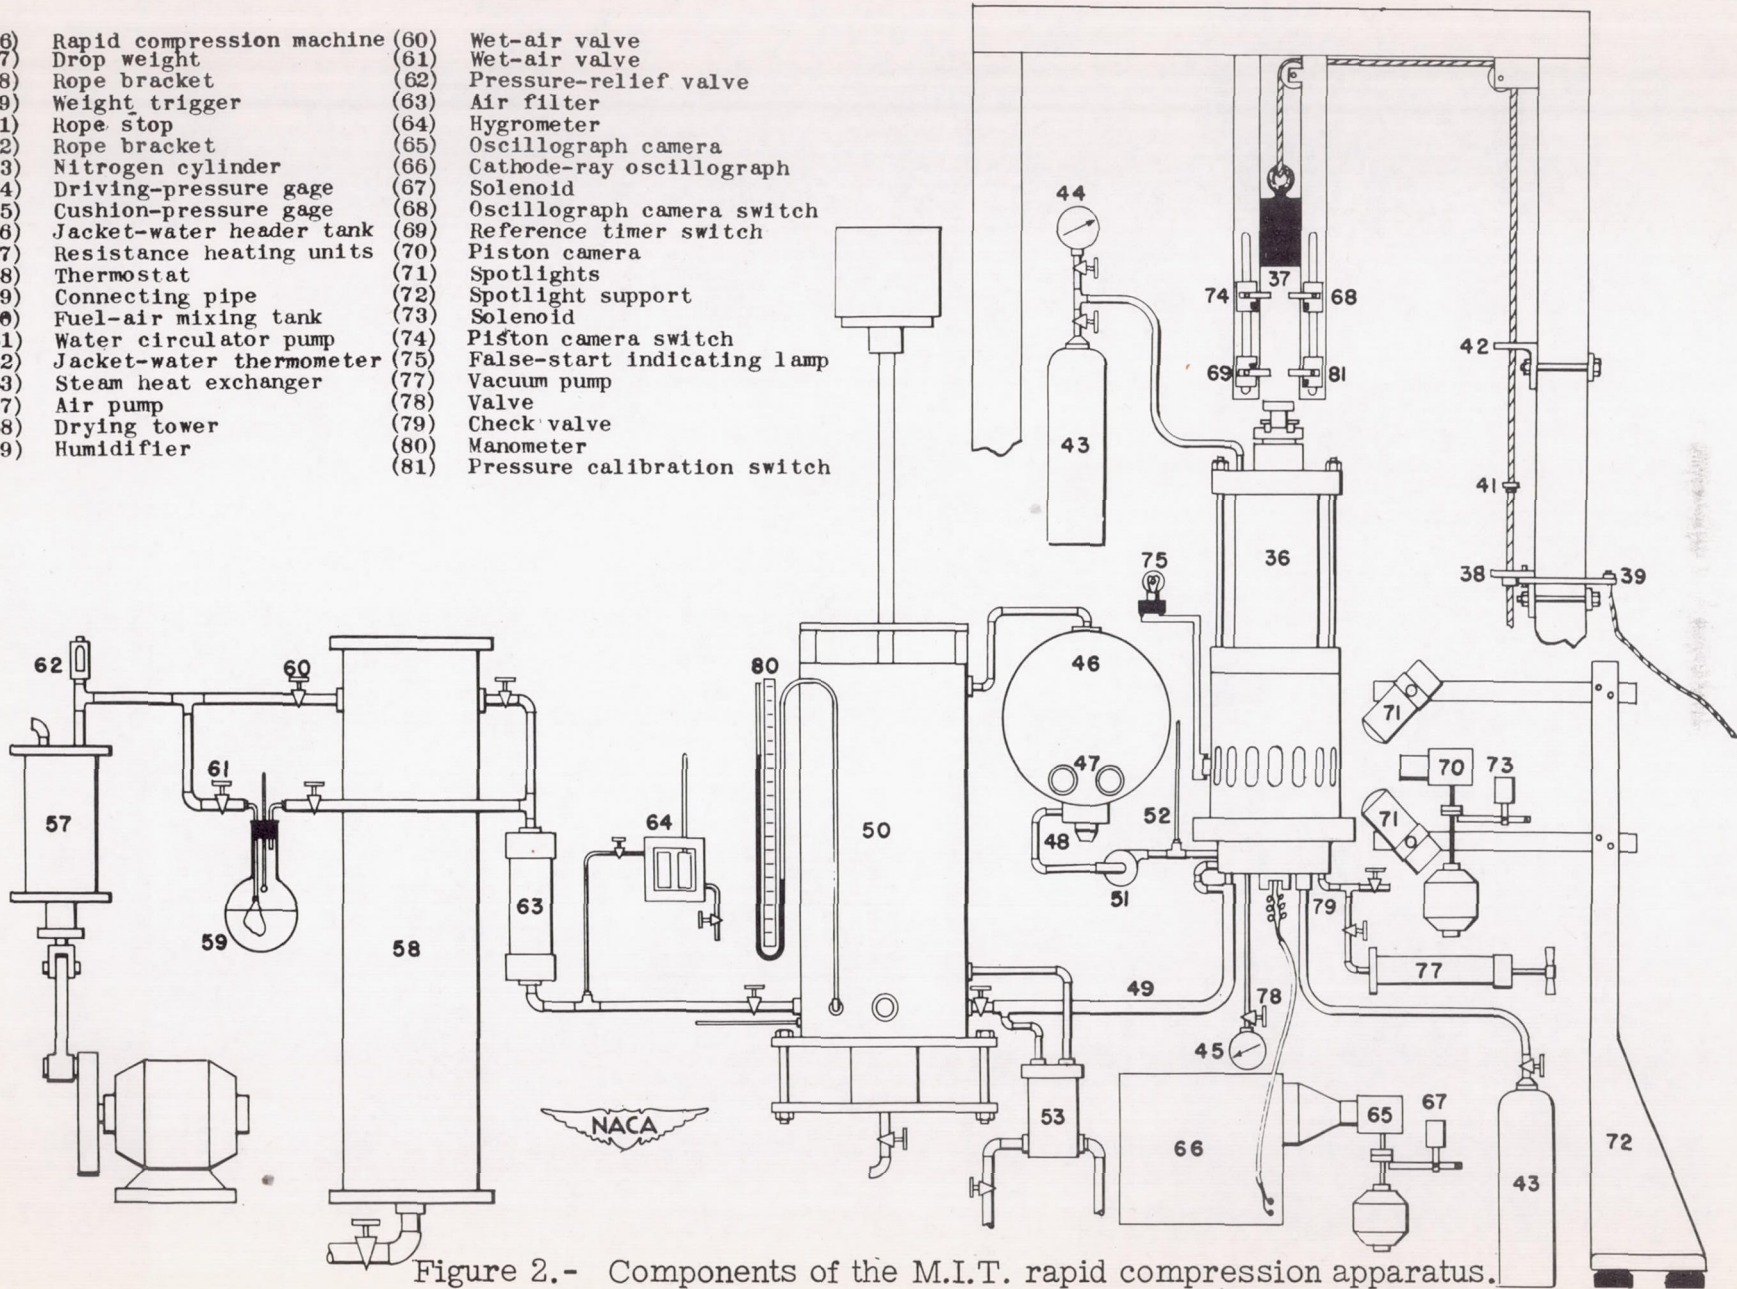 6) Rapid compression machine (60) Wet-air valve
7) Drop weight (61) Wet-air valve
8) Rope bracket (62) Pressure-relief valve
9) Weight trigger (63) Air filter
1) Rope stop (64) Hygrometer
2) Rope bracket (65) Oscillograph camera
3) Nitrogen cylinder (66) Cathode-ray oscillograph
4) Driving-pressure gage (67) Solenoid
5) Cushion-pressure gage (68) Oscillograph camera switch
6) Jacket-water header tank (69) Reference timer switch
7) Resistance heating units (70) Piston camera
8) Thermostat (71) Spotlights
9) Connecting pipe (72) Spotlight support
0) Fuel-air mixing tank (73) Solenoid
1) Water circulator pump (74) Piston camera switch
2) Jacket-water thermometer (75) False-start indicating lamp
3) Steam heat exchanger (77) Vacuum pump
7) Air pump (78) Valve
8) Drying tower (79) Check valve
9) Humidifier (80) Manometer
(81) Pressure calibration switch
44
37
74 68
42
69 81
43
41
36
75
38 39
62 60 80 46
71
61 47 70 73
57 64 50 52 71
48
51
63 79
59 58
77
49 78
45
NACA 53 65 67
66 72
43
Figure 2.- Components of the M.I.T. rapid compression apparatus.